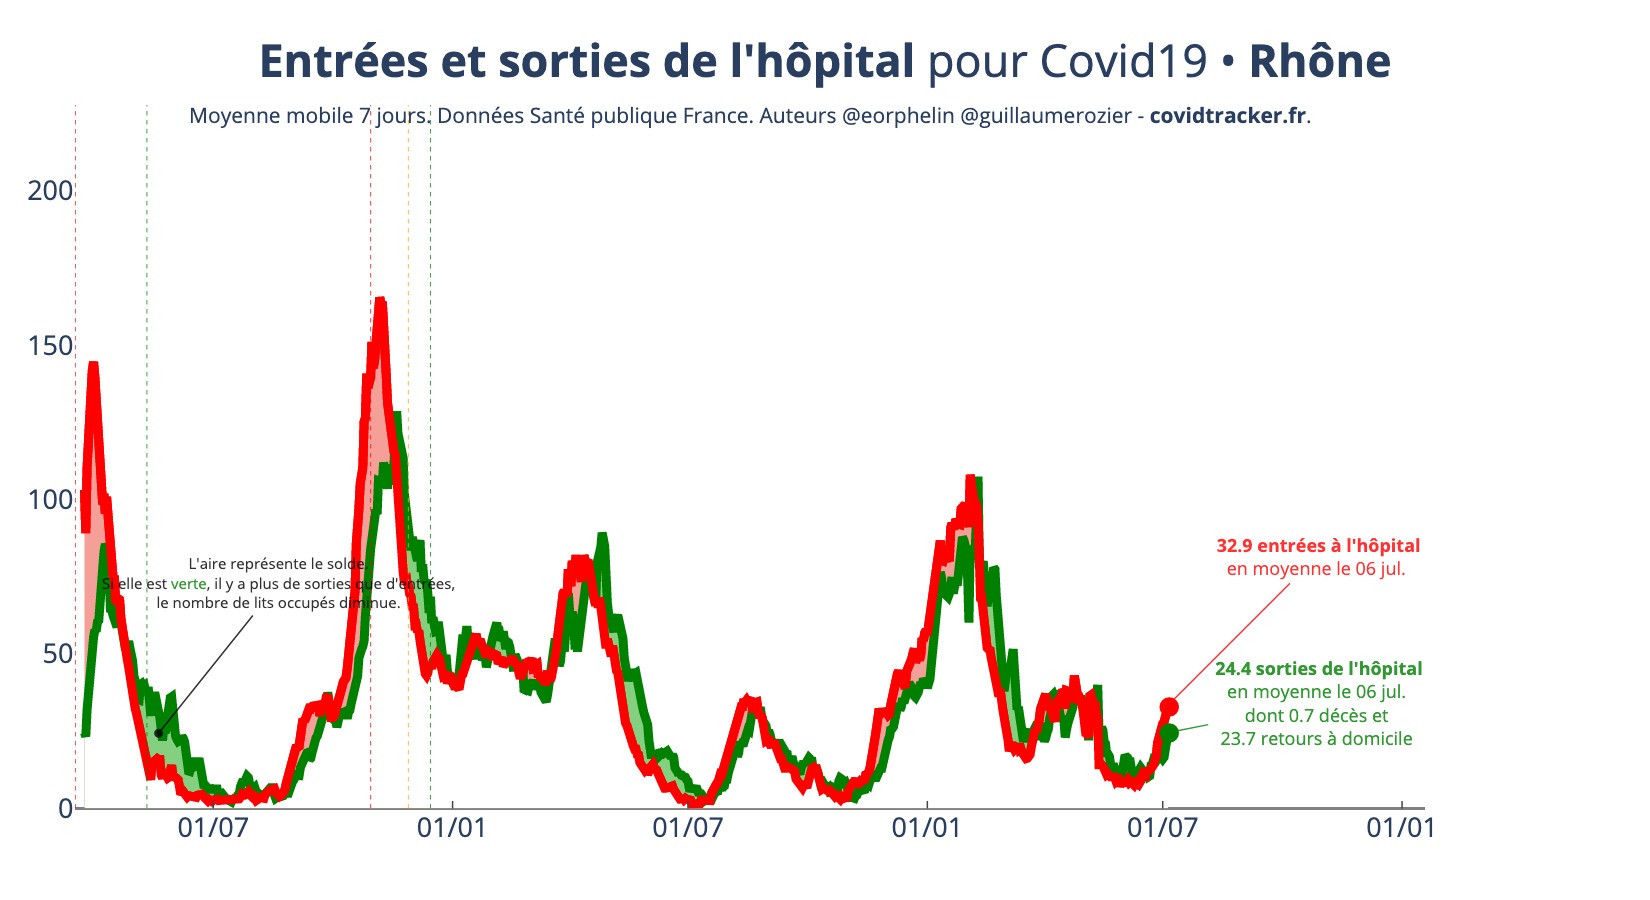 Entrées et sorties de l'hôpital pour Covid19 • Rhône
Moyenne mobile 7 jours. Données Santé publique France. Auteurs @eorphelin @guillaumerozier - covidtracker.fr.
200
150
100
50
0
L'aire représente le solde.
Si elle est verte, il y a plus de sorties que d'entrées,
le nombre de lits occupés diminue.
32.9 entrées à l'hôpital
en moyenne le 06 jul.
24.4 sorties de l'hôpital
en moyenne le 06 jul.
dont 0.7 décès et
23.7 retours à domicile
01/07
01/01
01/07
01/01
01/07
01/01